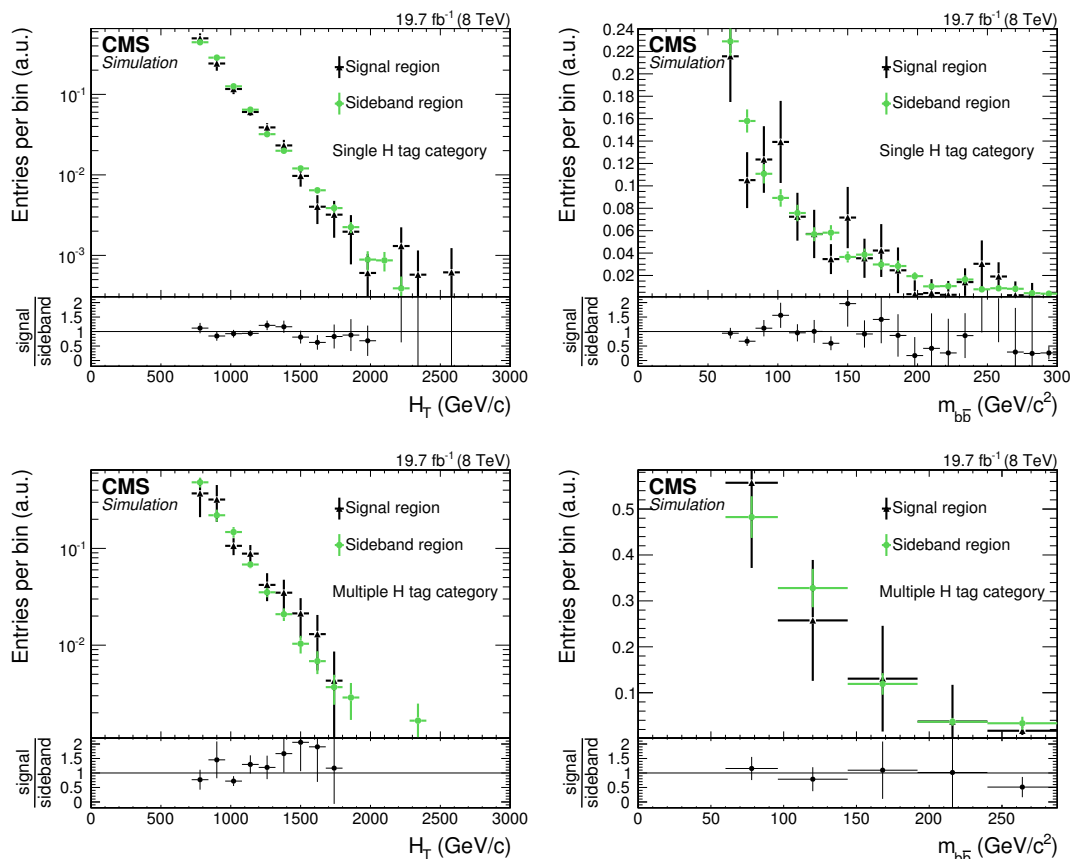 19.7 fb⁻¹ (8 TeV)
CMS
Simulation
Signal region
Sideband region
Single H tag category
Entries per bin (a.u.)
10⁻¹
10⁻²
10⁻³
signal
sideband
2
1.5
1
0.5
0
0 500 1000 1500 2000 2500 3000
H_T (GeV/c)
19.7 fb⁻¹ (8 TeV)
CMS
Simulation
Signal region
Sideband region
Single H tag category
Entries per bin (a.u.)
0.24
0.22
0.20
0.18
0.16
0.14
0.12
0.10
0.08
0.06
0.04
0.02
signal
sideband
2
1.5
1
0.5
0
0 50 100 150 200 250 300
m_bb̅ (GeV/c²)
19.7 fb⁻¹ (8 TeV)
CMS
Simulation
Signal region
Sideband region
Multiple H tag category
Entries per bin (a.u.)
10⁻¹
10⁻²
signal
sideband
2
1.5
1
0.5
0
0 500 1000 1500 2000 2500 3000
H_T (GeV/c)
19.7 fb⁻¹ (8 TeV)
CMS
Simulation
Signal region
Sideband region
Multiple H tag category
Entries per bin (a.u.)
0.5
0.4
0.3
0.2
0.1
signal
sideband
2
1.5
1
0.5
0
0 50 100 150 200 250
m_bb̅ (GeV/c²)